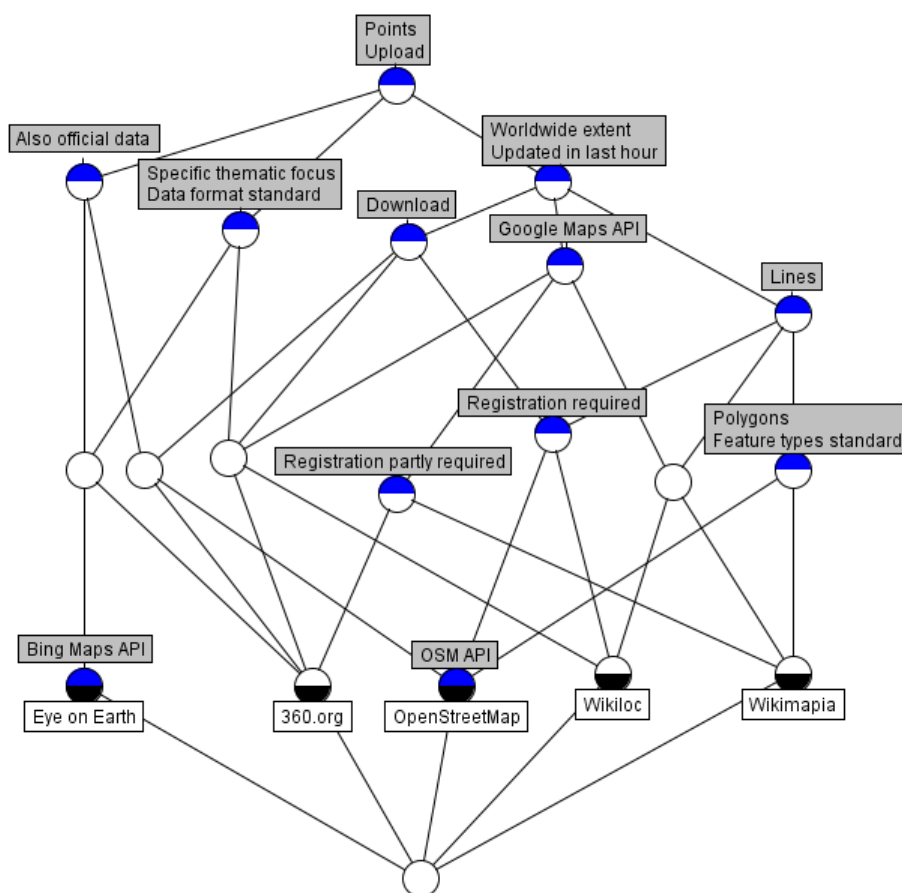 Points
Upload
Also official data
Worldwide extent
Updated in last hour
Specific thematic focus
Data format standard
Download
Google Maps API
Lines
Registration required
Polygons
Feature types standard
Registration partly required
Bing Maps API
OSM API
Eye on Earth
360.org
OpenStreetMap
Wikiloc
Wikimapia